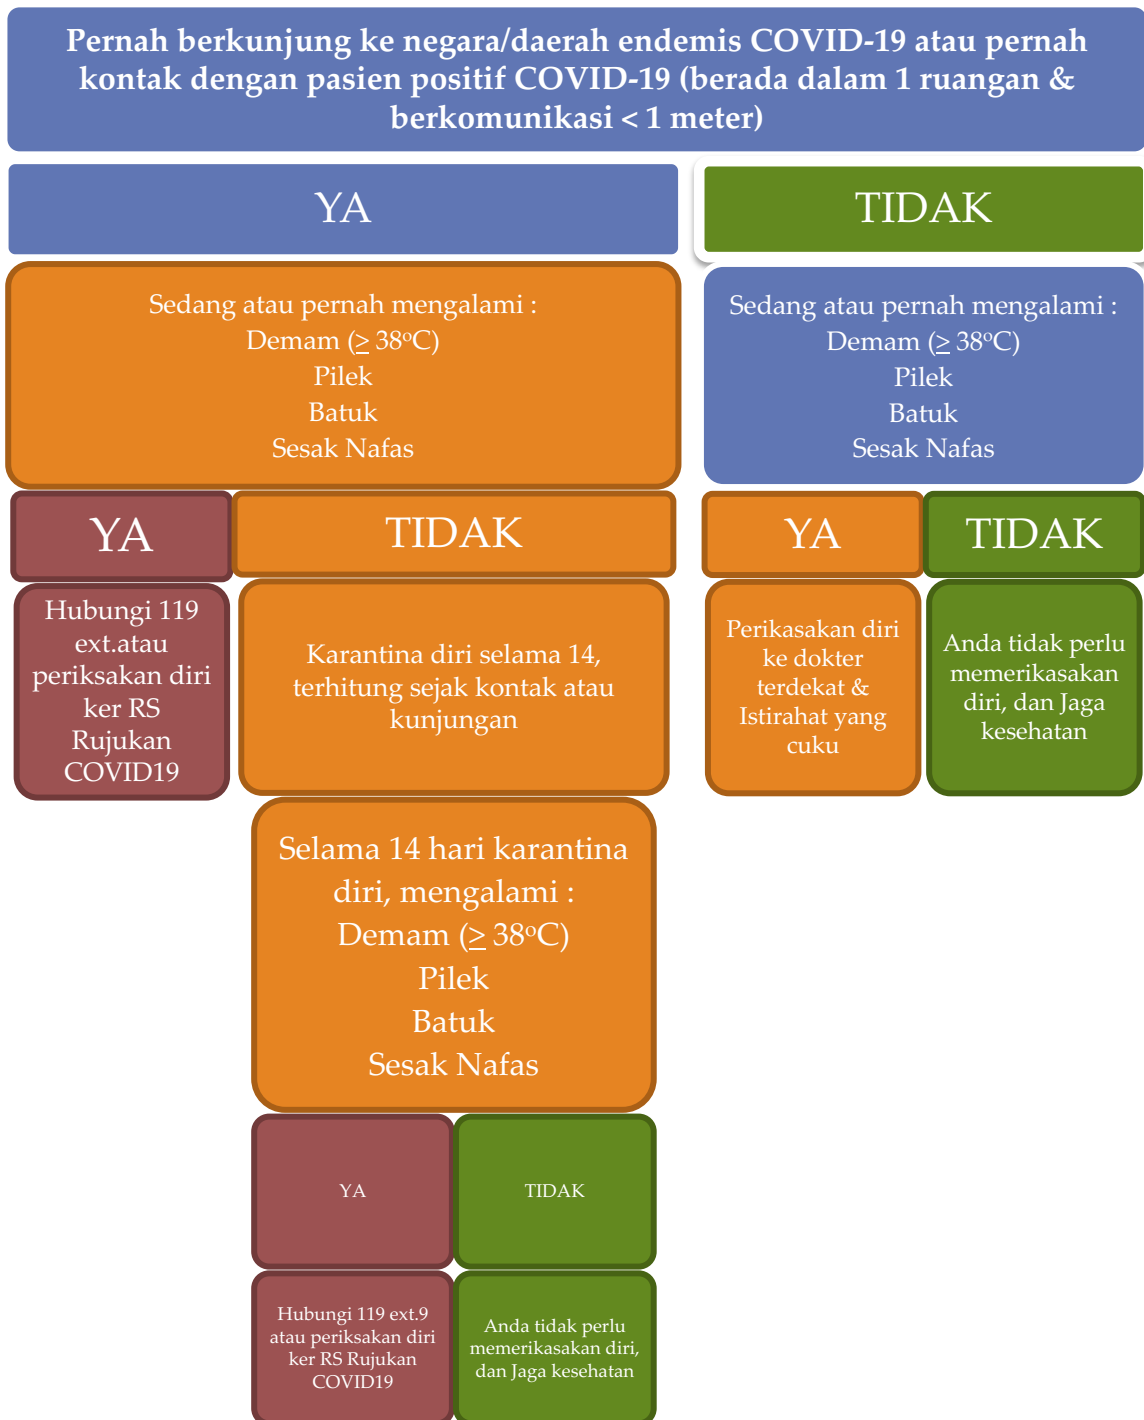 Pernah berkunjung ke negara/daerah endemis COVID-19 atau pernah
kontak dengan pasien positif COVID-19 (berada dalam 1 ruangan &
berkomunikasi < 1 meter)
YA
TIDAK
Sedang atau pernah mengalami :
Demam (≥ 38°C)
Pilek
Batuk
Sesak Nafas
Sedang atau pernah mengalami :
Demam (≥ 38°C)
Pilek
Batuk
Sesak Nafas
YA
TIDAK
YA
TIDAK
Hubungi 119
ext.atau
periksakan diri
ker RS
Rujukan
COVID19
Karantina diri selama 14,
terhitung sejak kontak atau
kunjungan
Perikasakan diri
ke dokter
terdekat &
Istirahat yang
cuku
Anda tidak perlu
memerikasakan
diri, dan Jaga
kesehatan
Selama 14 hari karantina
diri, mengalami :
Demam (≥ 38°C)
Pilek
Batuk
Sesak Nafas
YA
TIDAK
Hubungi 119 ext.9
atau periksakan diri
ker RS Rujukan
COVID19
Anda tidak perlu
memerikasakan diri,
dan Jaga kesehatan